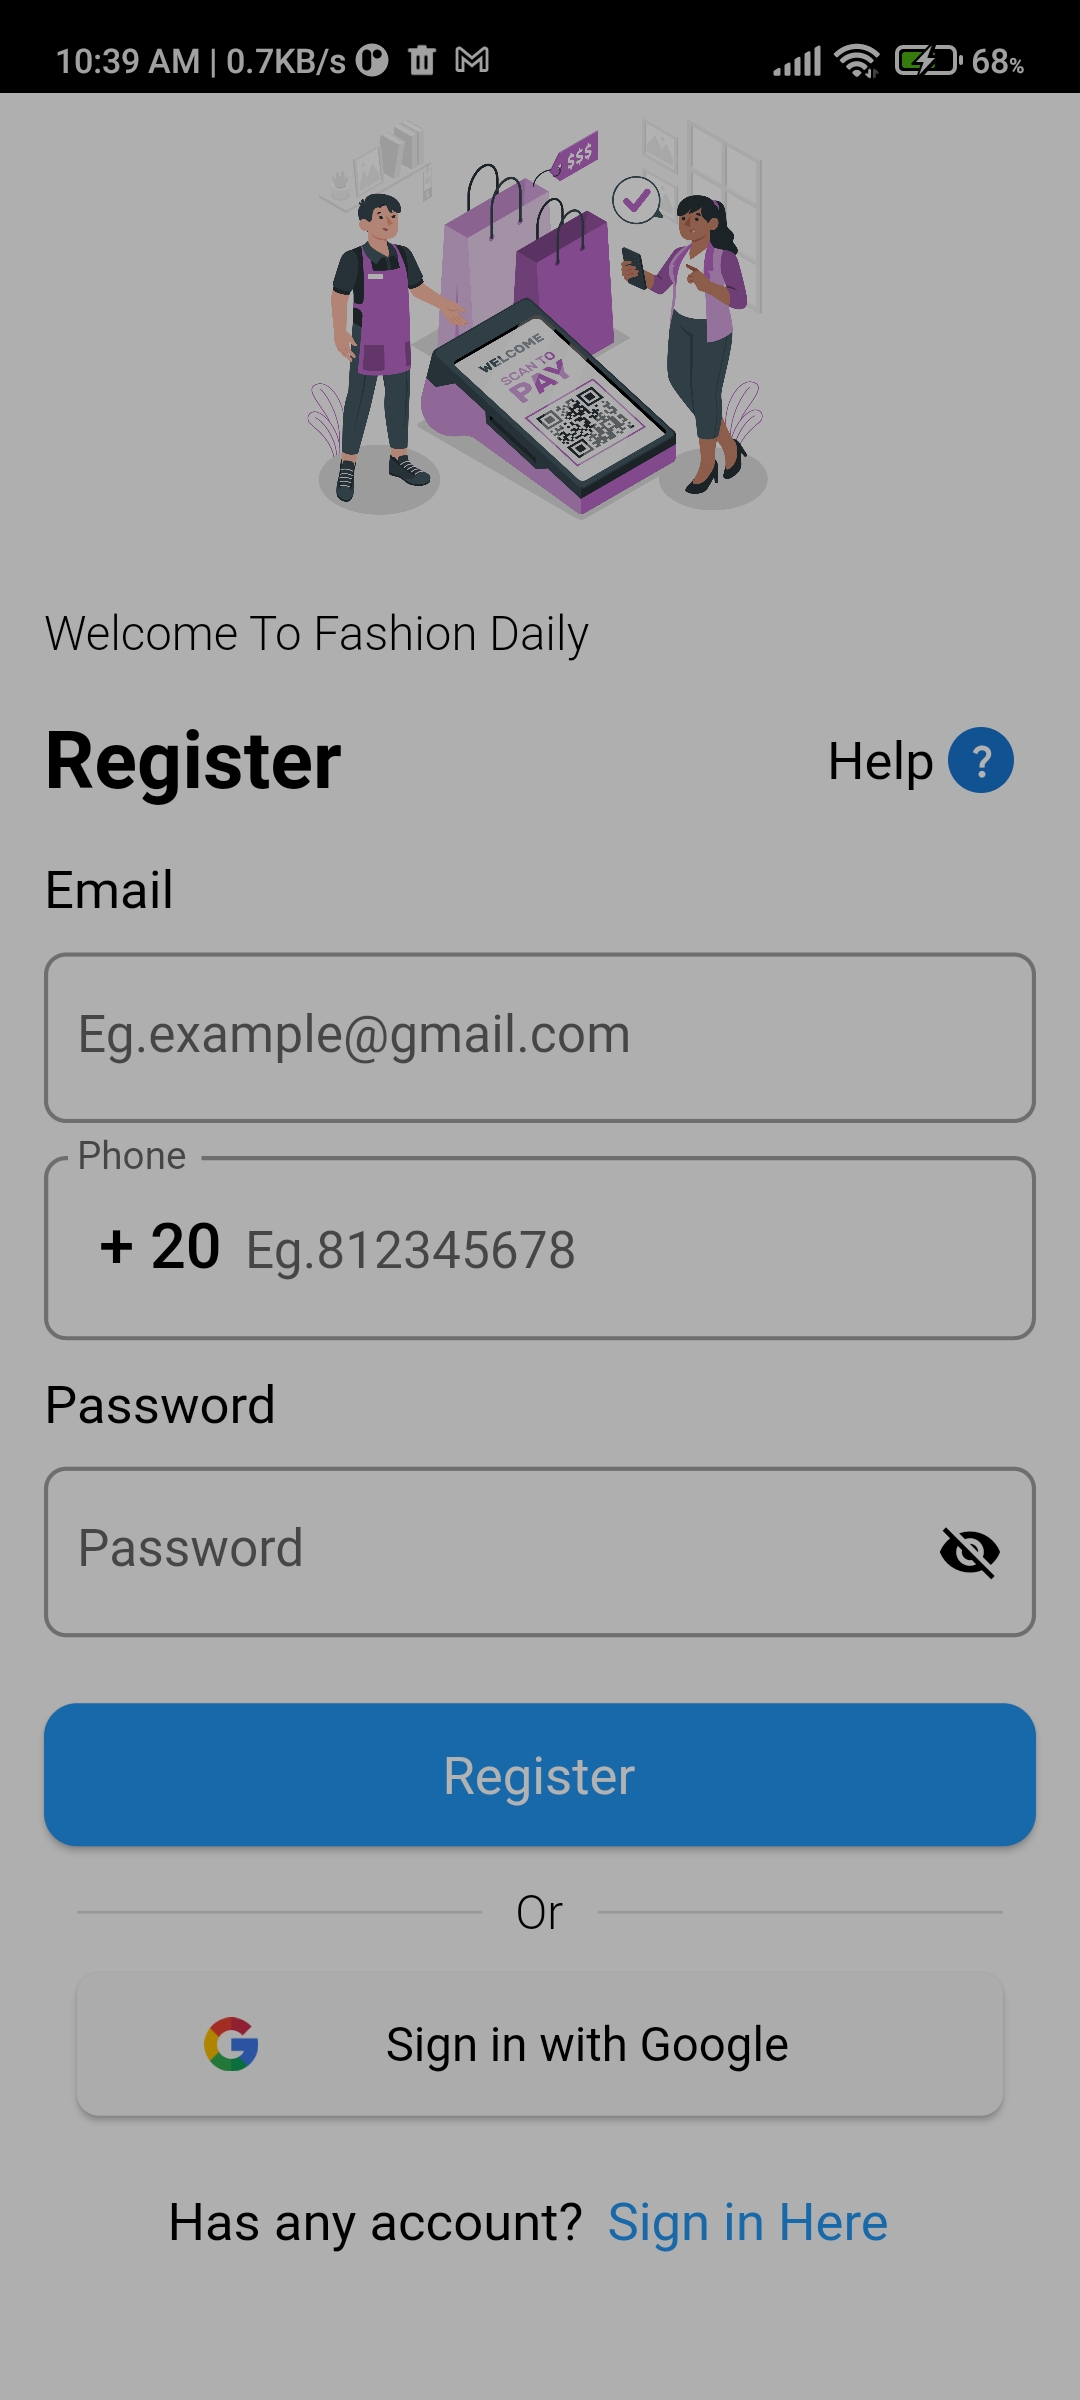 10:39 AM | 0.7KB/s 68%
$$$
WELCOME
SCAN TO
PAY
Welcome To Fashion Daily
Register Help ?
Email
Eg.example@gmail.com
Phone
+ 20 Eg.812345678
Password
Password
Register
Or
Sign in with Google
Has any account? Sign in Here